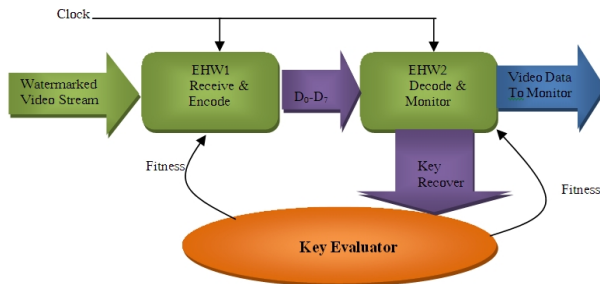 Clock
Watermarked
Video Stream
EHW1
Receive &
Encode
D₀-D₇
EHW2
Decode &
Monitor
Video Data
To Monitor
Fitness
Key
Recover
Fitness
Key Evaluator